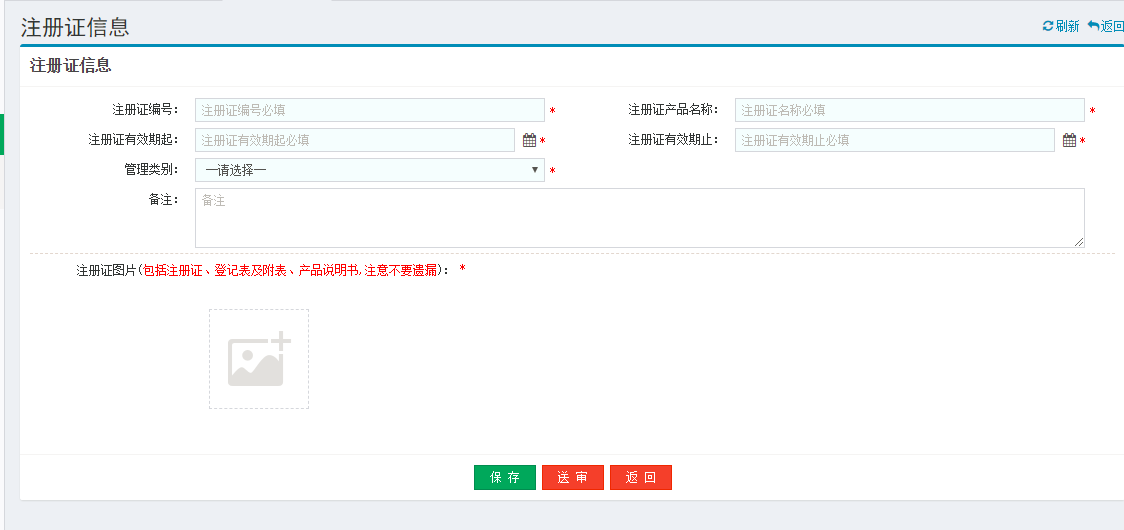 注册证信息 刷新 返回
注册证信息
注册证编号： 注册证编号必填 * 注册证产品名称： 注册证名称必填 *
注册证有效期起： 注册证有效期起必填 * 注册证有效期止： 注册证有效期止必填 *
管理类别： 一请选择一 *
备注： 备注
注册证图片(包括注册证、登记表及附表、产品说明书,注意不要遗漏)： *
保 存 送 审 返 回